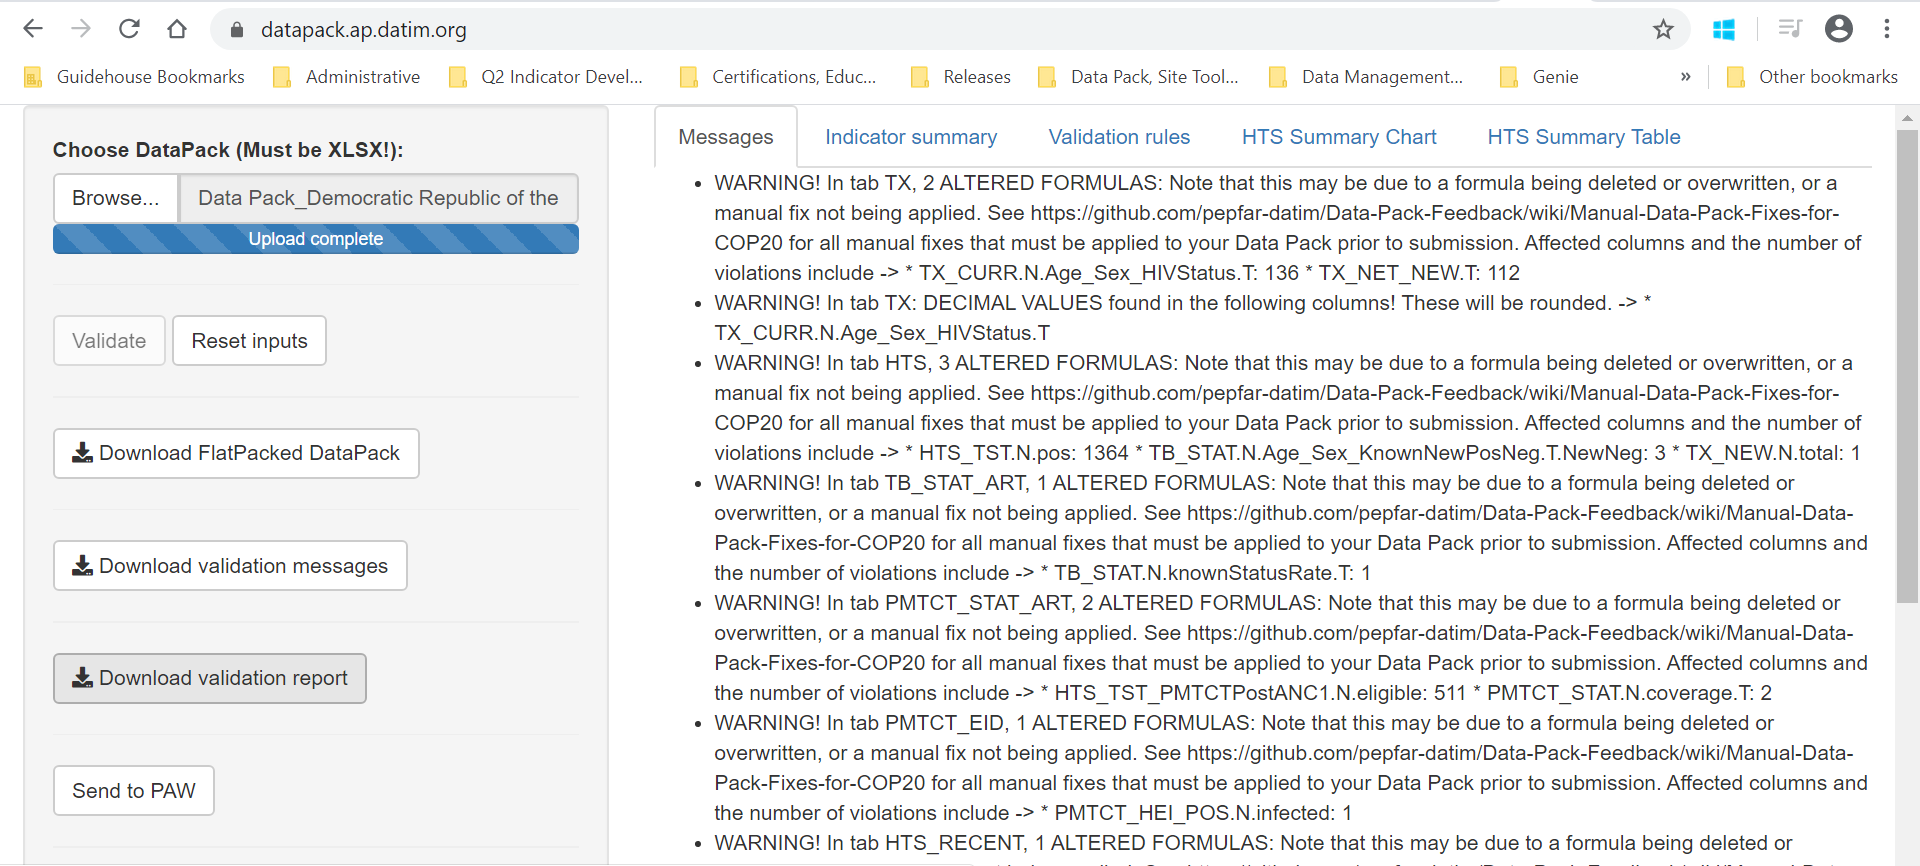 datapack.ap.datim.org
Guidehouse Bookmarks
Administrative
Q2 Indicator Devel...
Certifications, Educ...
Releases
Data Pack, Site Tool...
Data Management...
Genie
»
Other bookmarks
Choose DataPack (Must be XLSX!):
Browse... Data Pack_Democratic Republic of the
Upload complete
Validate
Reset inputs
Download FlatPacked DataPack
Download validation messages
Download validation report
Send to PAW
Messages
Indicator summary
Validation rules
HTS Summary Chart
HTS Summary Table
• WARNING! In tab TX, 2 ALTERED FORMULAS: Note that this may be due to a formula being deleted or overwritten, or a
manual fix not being applied. See https://github.com/pepfar-datim/Data-Pack-Feedback/wiki/Manual-Data-Pack-Fixes-for-
COP20 for all manual fixes that must be applied to your Data Pack prior to submission. Affected columns and the number of
violations include -> * TX_CURR.N.Age_Sex_HIVStatus.T: 136 * TX_NET_NEW.T: 112
• WARNING! In tab TX: DECIMAL VALUES found in the following columns! These will be rounded. -> *
TX_CURR.N.Age_Sex_HIVStatus.T
• WARNING! In tab HTS, 3 ALTERED FORMULAS: Note that this may be due to a formula being deleted or overwritten, or a
manual fix not being applied. See https://github.com/pepfar-datim/Data-Pack-Feedback/wiki/Manual-Data-Pack-Fixes-for-
COP20 for all manual fixes that must be applied to your Data Pack prior to submission. Affected columns and the number of
violations include -> * HTS_TST.N.pos: 1364 * TB_STAT.N.Age_Sex_KnownNewPosNeg.T.NewNeg: 3 * TX_NEW.N.total: 1
• WARNING! In tab TB_STAT_ART, 1 ALTERED FORMULAS: Note that this may be due to a formula being deleted or
overwritten, or a manual fix not being applied. See https://github.com/pepfar-datim/Data-Pack-Feedback/wiki/Manual-Data-
Pack-Fixes-for-COP20 for all manual fixes that must be applied to your Data Pack prior to submission. Affected columns and
the number of violations include -> * TB_STAT.N.knownStatusRate.T: 1
• WARNING! In tab PMTCT_STAT_ART, 2 ALTERED FORMULAS: Note that this may be due to a formula being deleted or
overwritten, or a manual fix not being applied. See https://github.com/pepfar-datim/Data-Pack-Feedback/wiki/Manual-Data-
Pack-Fixes-for-COP20 for all manual fixes that must be applied to your Data Pack prior to submission. Affected columns and
the number of violations include -> * HTS_TST_PMTCTPostANC1.N.eligible: 511 * PMTCT_STAT.N.coverage.T: 2
• WARNING! In tab PMTCT_EID, 1 ALTERED FORMULAS: Note that this may be due to a formula being deleted or
overwritten, or a manual fix not being applied. See https://github.com/pepfar-datim/Data-Pack-Feedback/wiki/Manual-Data-
Pack-Fixes-for-COP20 for all manual fixes that must be applied to your Data Pack prior to submission. Affected columns and
the number of violations include -> * PMTCT_HEI_POS.N.infected: 1
• WARNING! In tab HTS_RECENT, 1 ALTERED FORMULAS: Note that this may be due to a formula being deleted or